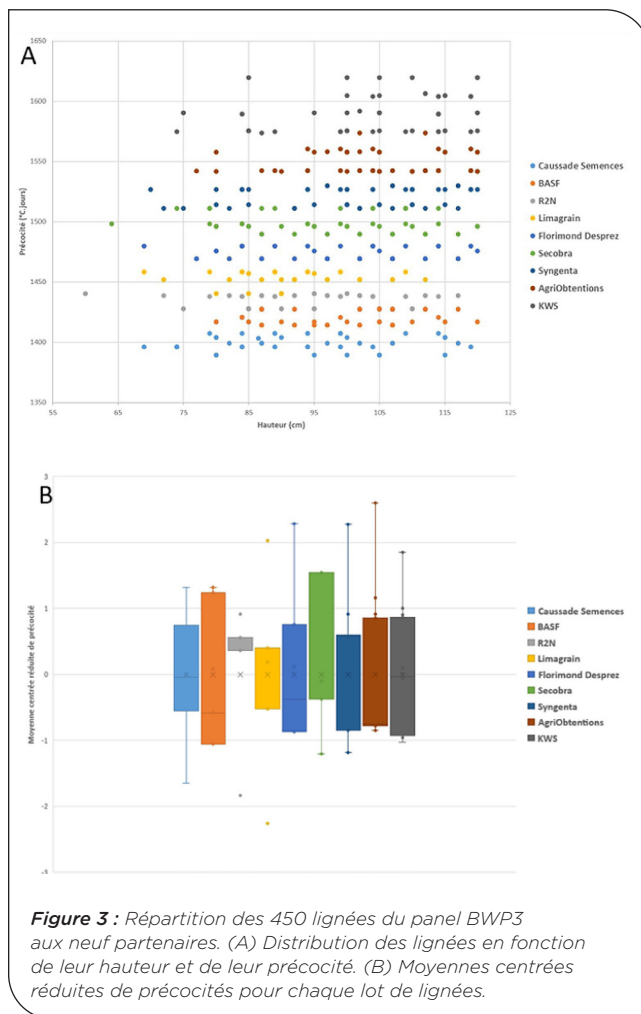 A
1650
1600
1550
1500
1450
1400
1350
Précocité (°C.jours)
55 65 75 85 95 105 115 125
Hauteur (cm)
Caussade Semences
BASF
R2N
Limagrain
Florimond Desprez
Secobra
Syngenta
AgriObtentions
KWS
B
3
2
1
0
-1
-2
-3
Moyenne centrée réduite de précocité
Caussade Semences
BASF
R2N
Limagrain
Florimond Desprez
Secobra
Syngenta
AgriObtentions
KWS
Figure 3 : Répartition des 450 lignées du panel BWP3
aux neuf partenaires. (A) Distribution des lignées en fonction
de leur hauteur et de leur précocité. (B) Moyennes centrées
réduites de précocités pour chaque lot de lignées.